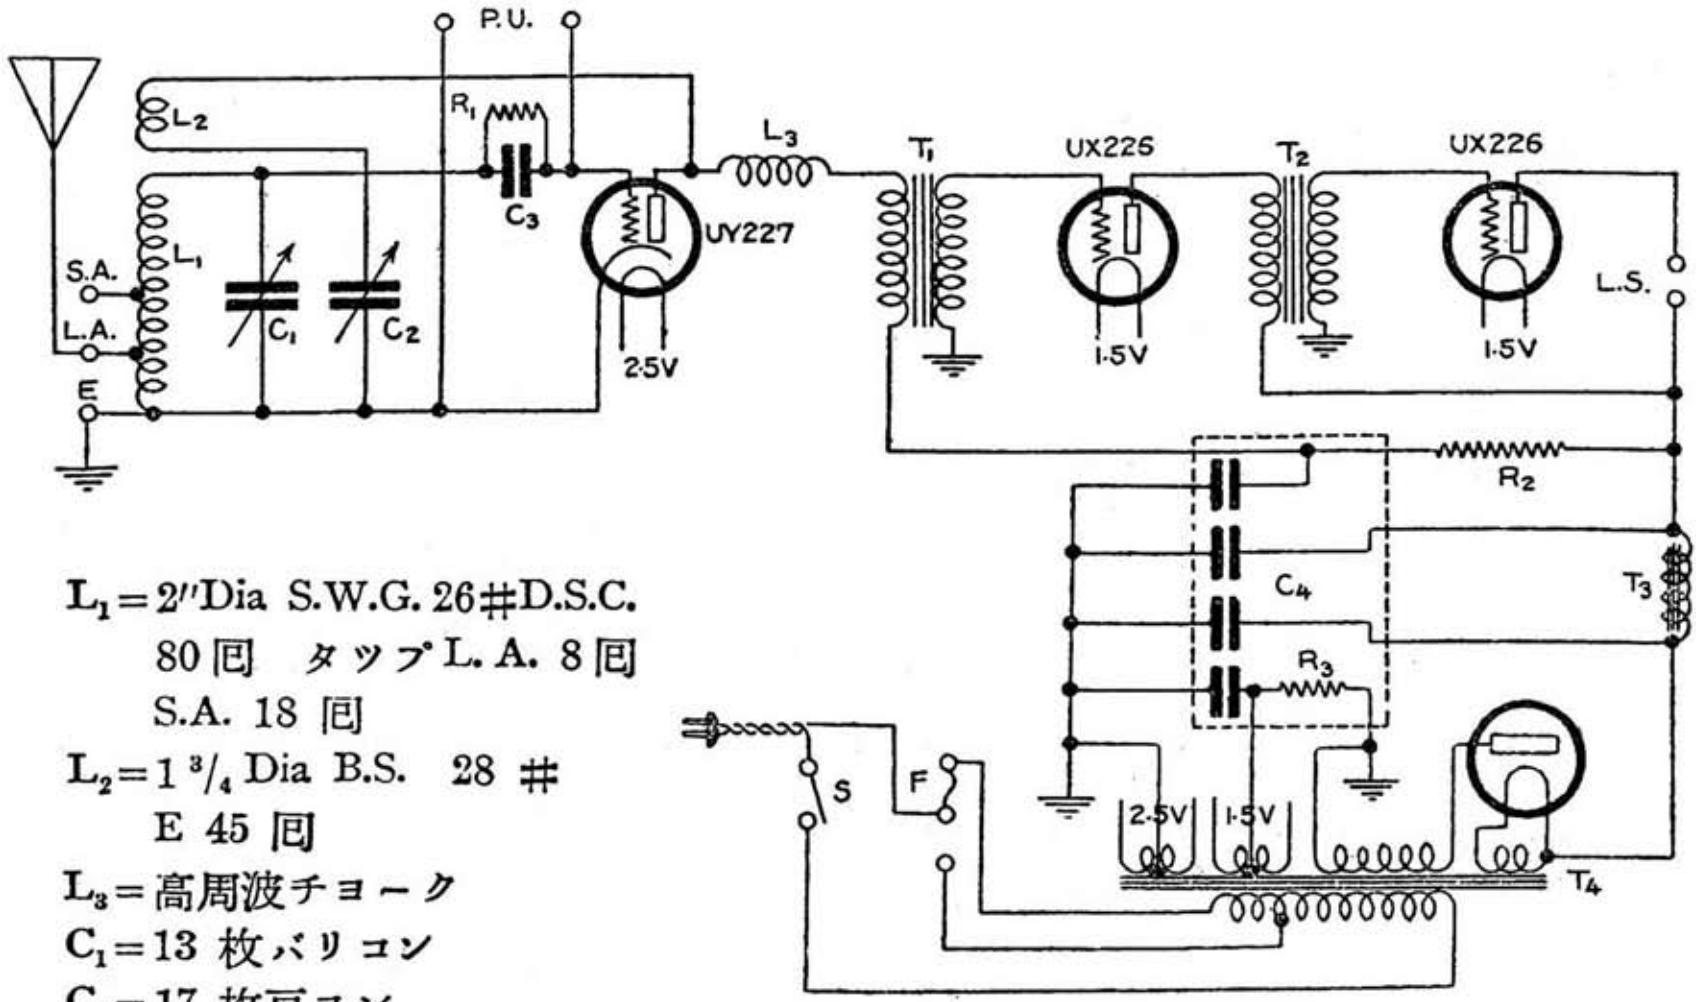 P.U.
L₂
R₁
L₃
T₁
UX226
T₂
UX226
C₃
UY227
L₁
S.A.
L.A.
C₁
C₂
2.5V
1.5V
1.5V
L.S.
E
R₂
C₄
T₃
R₃
S
F
2.5V
1.5V
T₄
L₁=2"Dia S.W.G. 26#D.S.C.
80回 タップL. A. 8回
S.A. 18 回
L₂=1 3/4 Dia B.S. 28 #
E 45 回
L₃=高周波チョーク
C₁=13 枚バリコン